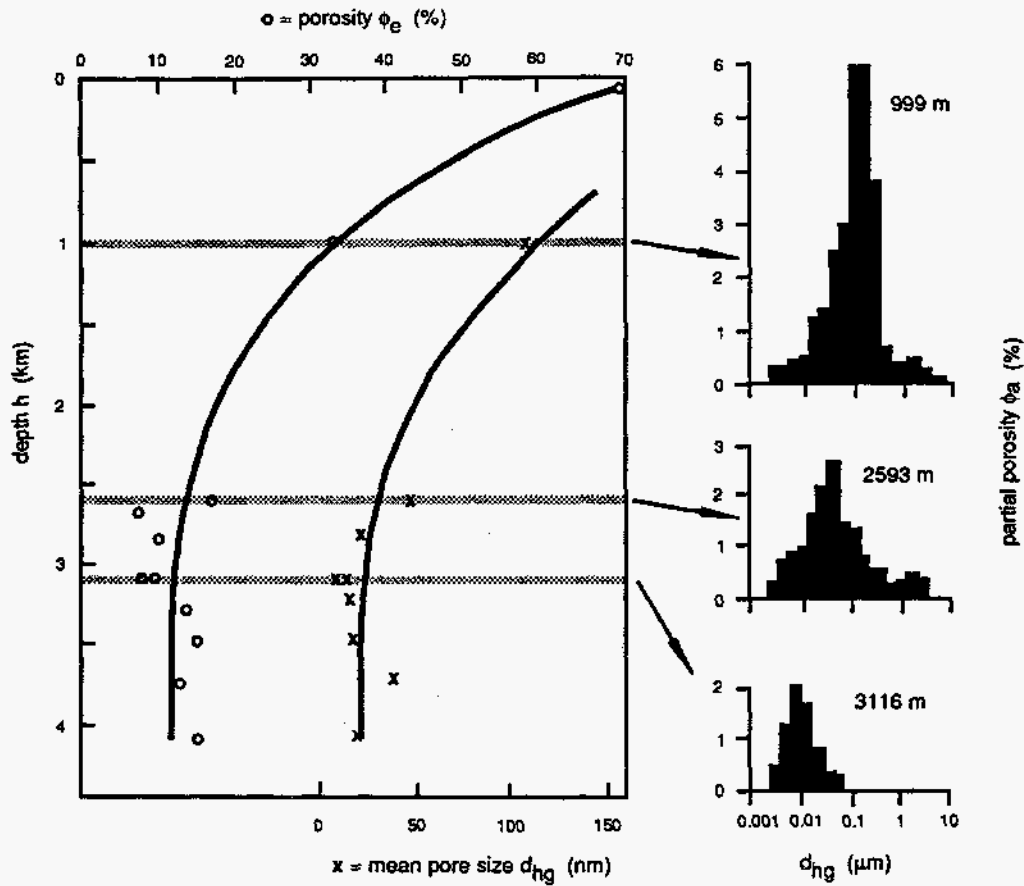 o = porosity ϕe (%)
0 10 20 30 40 50 60 70
0
1
2
3
4
depth h (km)
0 50 100 150
x = mean pore size dhg (nm)
999 m
6
5
4
3
2
1
0
2593 m
3
2
1
0
3116 m
2
1
0
0.001 0.01 0.1 1 10
dhg (μm)
partial porosity ϕa (%)